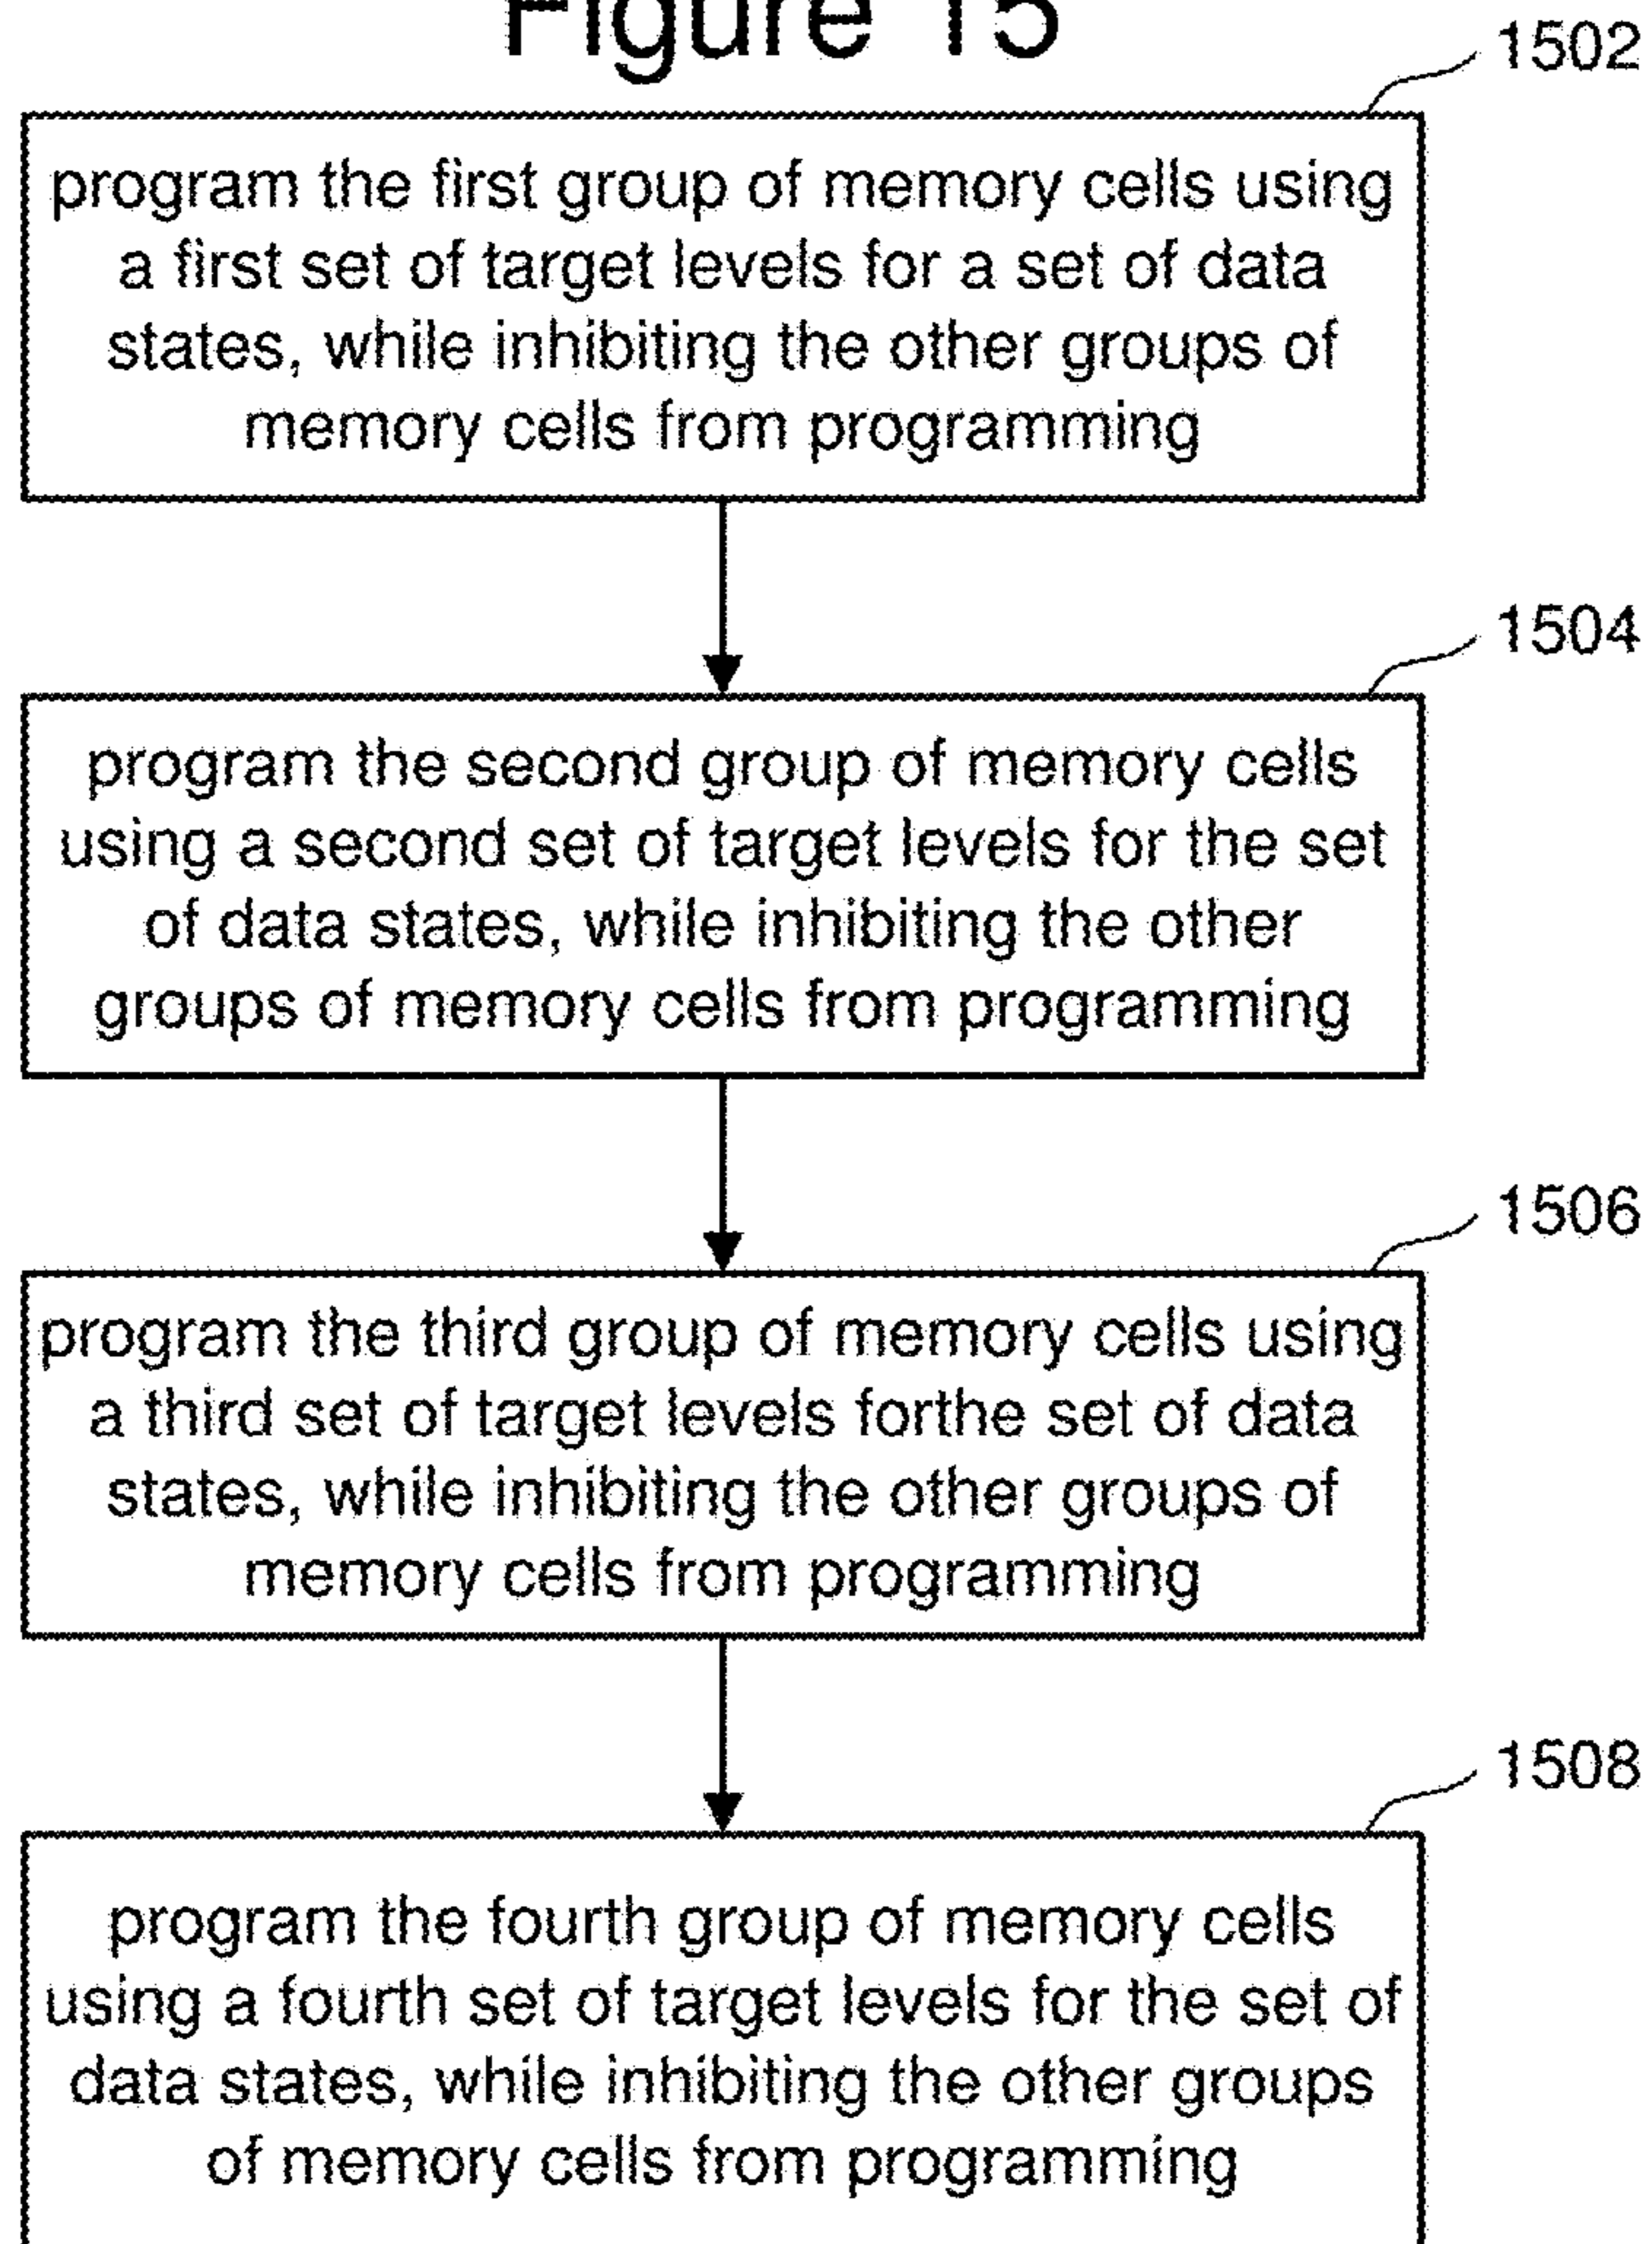 Figure 15
1502
program the first group of memory cells using
a first set of target levels for a set of data
states, while inhibiting the other groups of
memory cells from programming
1504
program the second group of memory cells
using a second set of target levels for the set
of data states, while inhibiting the other
groups of memory cells from programming
1506
program the third group of memory cells using
a third set of target levels forthe set of data
states, while inhibiting the other groups of
memory cells from programming
1508
program the fourth group of memory cells
using a fourth set of target levels for the set of
data states, while inhibiting the other groups
of memory cells from programming